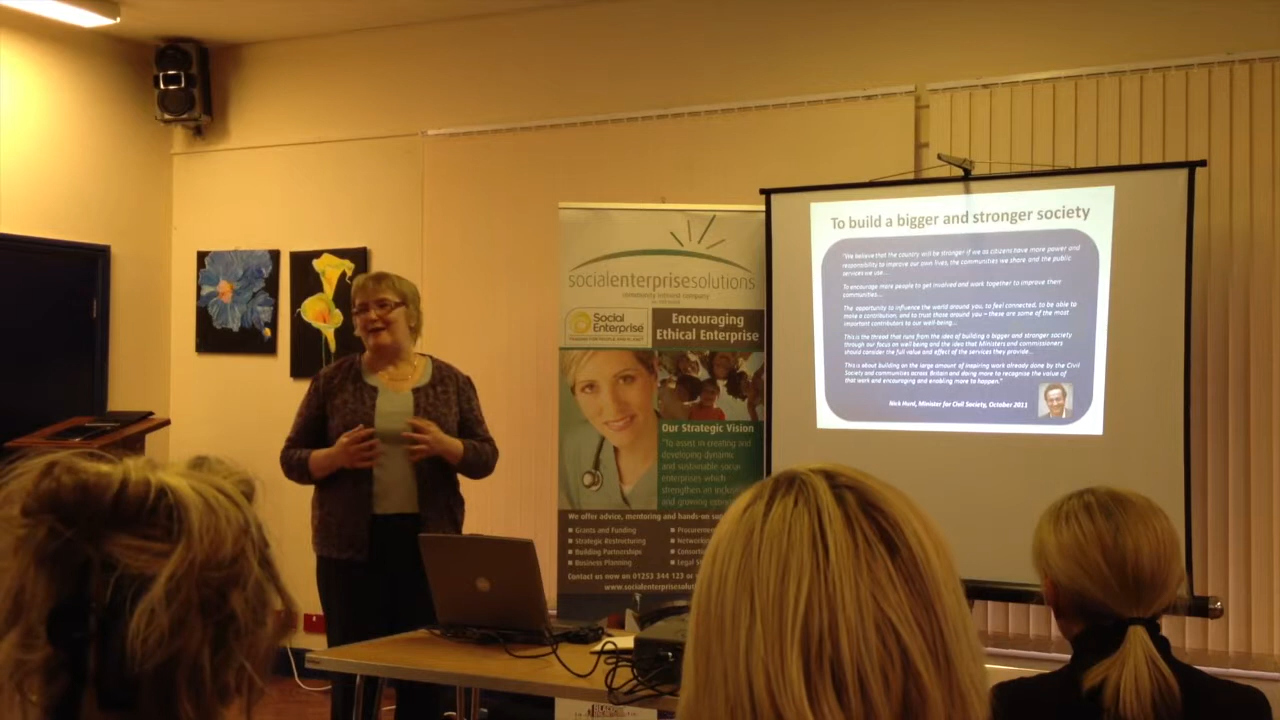 socialenterprisesolutions
community interest company
Social
Enterprise
Encouraging
Ethical Enterprise
Our Strategic Vision
"To assist in creating and
developing dynamic
and sustainable social
enterprises which
strengthen an
and growing
We offer advice, mentoring and hands-on
■ Grants and Funding
■ Strategic Restructuring
■ Building Partnerships
■ Business Planning
■ Legal
Contact us now on 01253 344 123 or
To build a bigger and stronger society
"We believe that the country will be stronger if we as citizens have more power and
responsibility to improve our own lives, the communities we share and the public
services we use...
To encourage more people to get involved and work together to improve their
communities...
The opportunity to influence the world around you, to feel connected, to be able to
make a contribution, and to trust those around you – these are some of the most
important contributors to our well-being...
This is the thread that runs from the idea of building a bigger and stronger society
through our focus on well being and the idea that Ministers and commissioners
should consider the full value and effect of the services they provide...
This is about building on the large amount of inspiring work already done by the Civil
Society and communities across Britain and doing more to recognise the value of
that work and encouraging and enabling more to happen."
Nick Hurd, Minister for Civil Society, October 2011